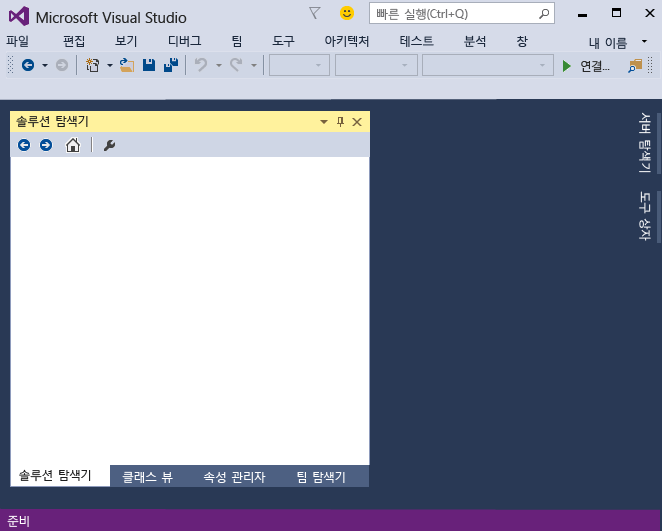 Microsoft Visual Studio
빠른 실행(Ctrl+Q)
파일 편집 보기 디버그 팀 도구 아키텍처 테스트 분석 창 내 이름
연결...
솔루션 탐색기
서버 탐색기
도구 상자
솔루션 탐색기 클래스 뷰 속성 관리자 팀 탐색기
준비